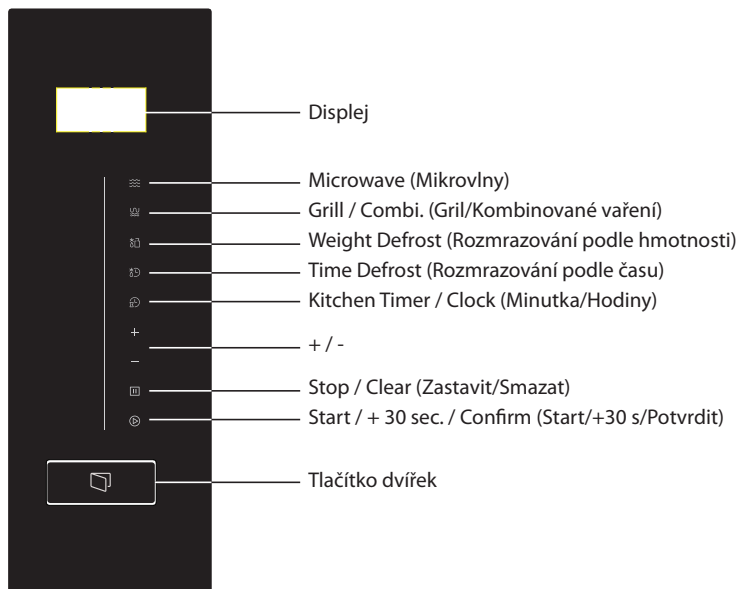 Displej
Microwave (Mikrovlny)
Grill / Combi. (Gril/Kombinované vaření)
Weight Defrost (Rozmrazování podle hmotnosti)
Time Defrost (Rozmrazování podle času)
Kitchen Timer / Clock (Minutka/Hodiny)
+ / -
Stop / Clear (Zastavit/Smazat)
Start / + 30 sec. / Confirm (Start/+30 s/Potvrdit)
Tlačítko dvířek